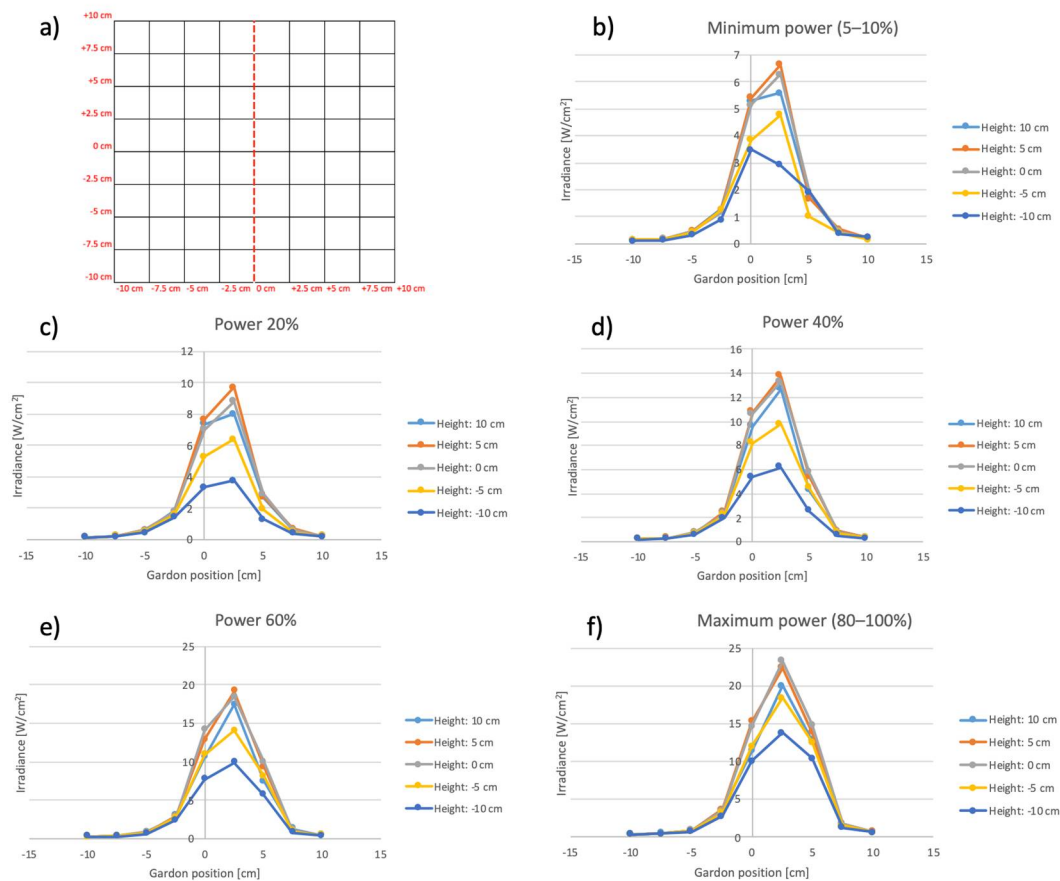 a)
+10 cm
+7.5 cm
+5 cm
+2.5 cm
0 cm
-2.5 cm
-5 cm
-7.5 cm
-10 cm
-10 cm -7.5 cm -5 cm -2.5 cm 0 cm +2.5 cm +5 cm +7.5 cm +10 cm
b)
Minimum power (5–10%)
Irradiance [W/cm²]
7
6
5
4
3
2
1
0
-15 -10 -5 0 5 10 15
Gardon position [cm]
Height: 10 cm
Height: 5 cm
Height: 0 cm
Height: -5 cm
Height: -10 cm
c)
Power 20%
Irradiance [W/cm²]
12
10
8
6
4
2
0
-15 -10 -5 0 5 10 15
Gardon position [cm]
Height: 10 cm
Height: 5 cm
Height: 0 cm
Height: -5 cm
Height: -10 cm
d)
Power 40%
Irradiance [W/cm²]
16
14
12
10
8
6
4
2
0
-15 -10 -5 0 5 10 15
Gardon position [cm]
Height: 10 cm
Height: 5 cm
Height: 0 cm
Height: -5 cm
Height: -10 cm
e)
Power 60%
Irradiance [W/cm²]
25
20
15
10
5
0
-15 -10 -5 0 5 10 15
Gardon position [cm]
Height: 10 cm
Height: 5 cm
Height: 0 cm
Height: -5 cm
Height: -10 cm
f)
Maximum power (80–100%)
Irradiance [W/cm²]
25
20
15
10
5
0
-15 -10 -5 0 5 10 15
Gardon position [cm]
Height: 10 cm
Height: 5 cm
Height: 0 cm
Height: -5 cm
Height: -10 cm